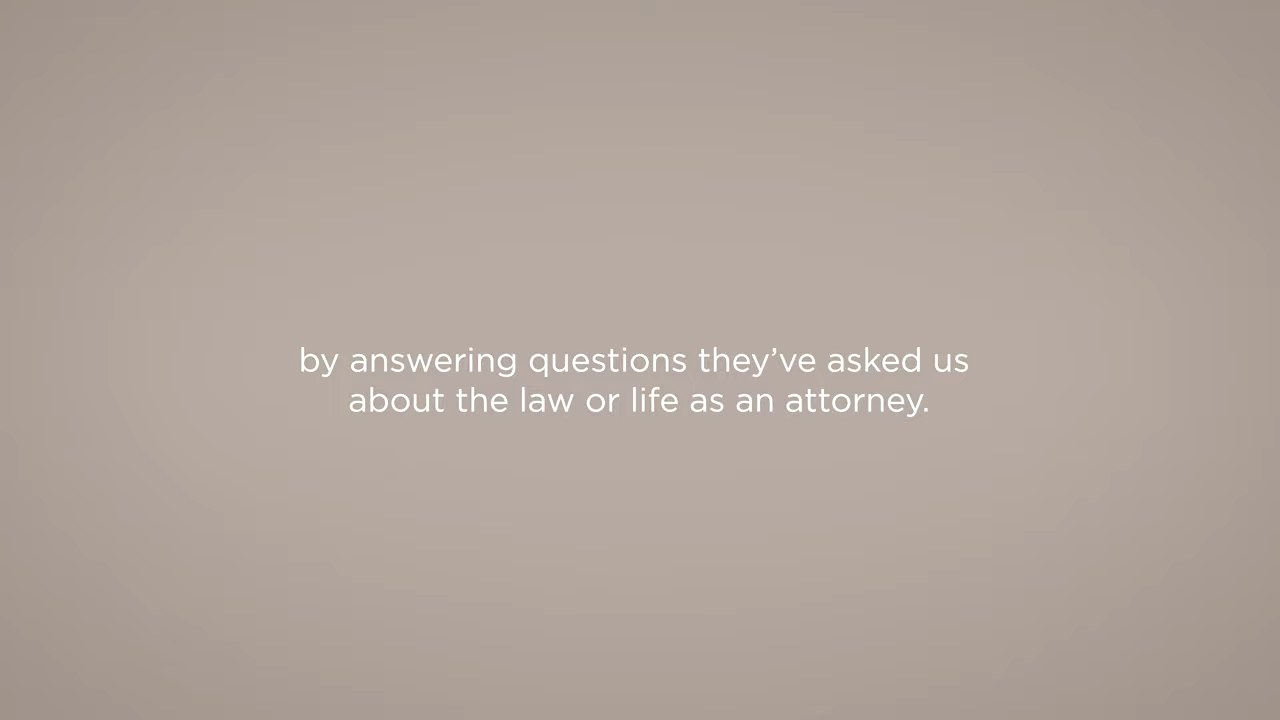 by answering questions they’ve asked us
about the law or life as an attorney.